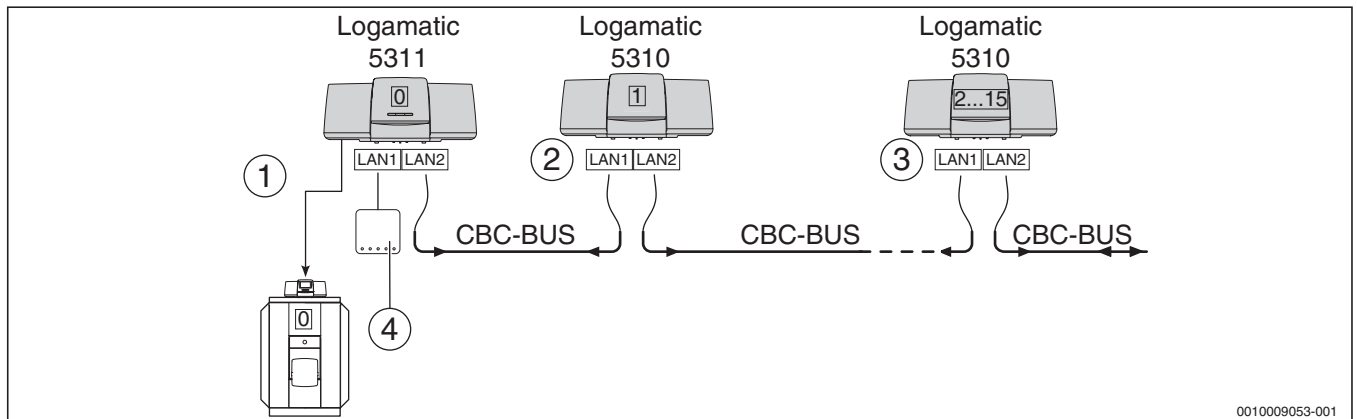 Logamatic
5311
Logamatic
5310
Logamatic
5310
0
1
2...15
1
LAN1 LAN2
2
LAN1 LAN2
3
LAN1 LAN2
CBC-BUS
CBC-BUS
CBC-BUS
0
4
0010009053-001